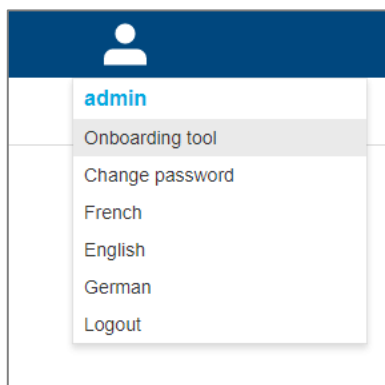 admin
Onboarding tool
Change password
French
English
German
Logout